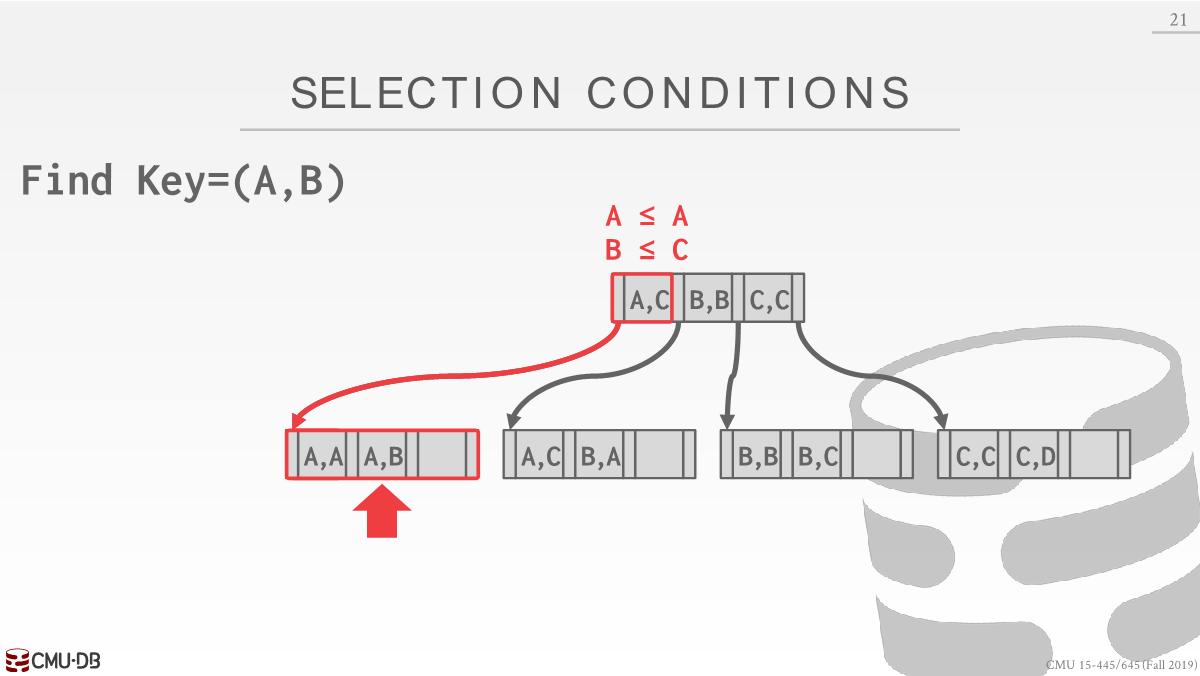 21
SELECTION CONDITIONS
Find Key=(A,B)
A ≤ A
B ≤ C
A,C B,B C,C
A,A A,B A,C B,A B,B B,C C,C C,D
CMU·DB
CMU 15-445/645 (Fall 2019)